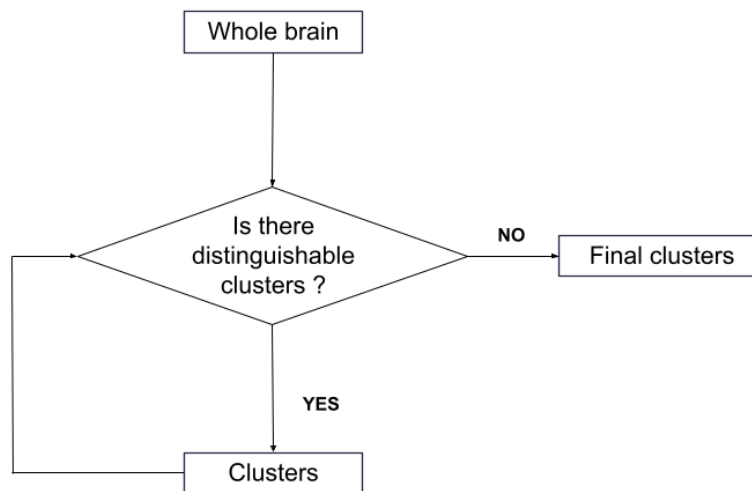 Whole brain
Is there
distinguishable
clusters ?
NO
Final clusters
YES
Clusters